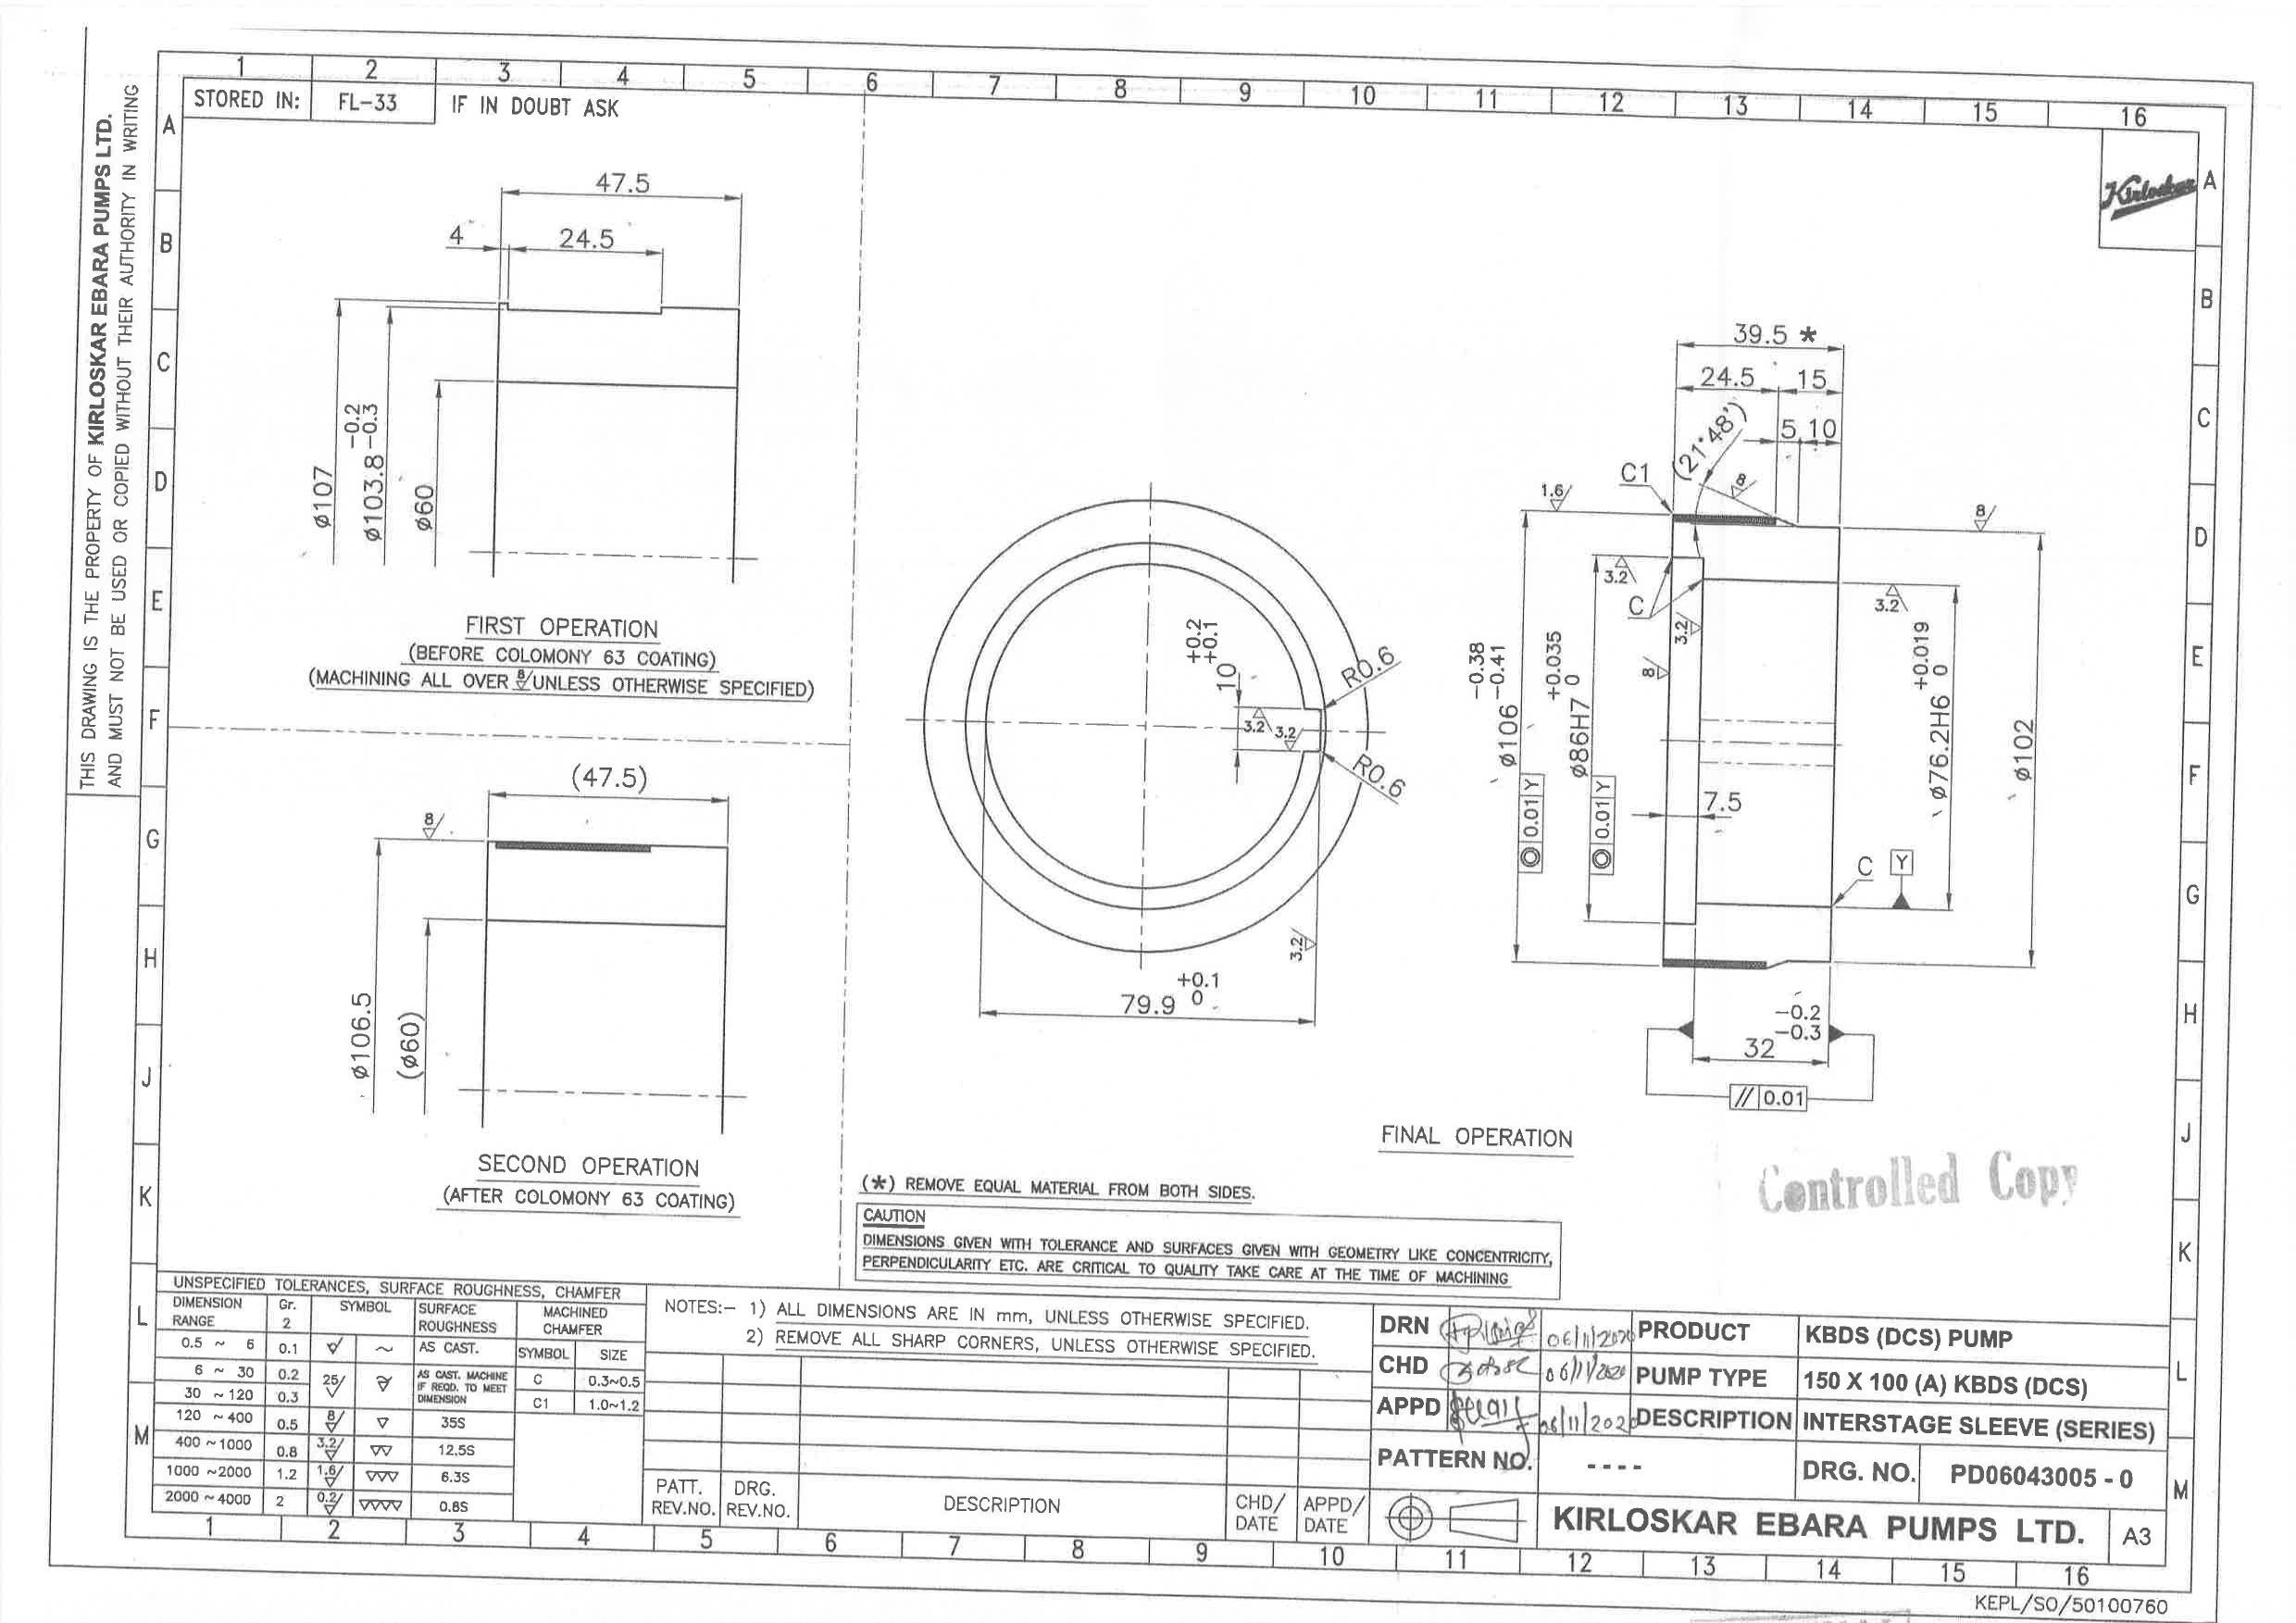 THIS DRAWING IS THE PROPERTY OF KIRLOSKAR EBARA PUMPS LTD.
AND MUST NOT BE USED OR COPIED WITHOUT THEIR AUTHORITY IN WRITING
1 2 3 4 5 6 7 8 9 10 11 12 13 14 15 16
A B C D E F G H J K L M
STORED IN: FL-33 IF IN DOUBT ASK
Kirloskar
47.5
4 24.5
ø107
ø103.8 -0.2 -0.3
ø60
FIRST OPERATION
(BEFORE COLOMONY 63 COATING)
(MACHINING ALL OVER 8/ UNLESS OTHERWISE SPECIFIED)
(47.5)
8/
ø106.5
(ø60)
SECOND OPERATION
(AFTER COLOMONY 63 COATING)
10 +0.2 +0.1
R0.6
3.2 3.2
R0.6
3.2
79.9 +0.1 0
39.5 *
24.5 15
5 10
(21°48')
C1
8
1.6/
8/
3.2
C
3.2/
8/
3.2
ø106 -0.38 -0.41
ø86H7 +0.035 0
ø76.2H6 +0.019 0
ø102
◎ 0.01 Y
◎ 0.01 Y
7.5
C Y
32 -0.2 -0.3
// 0.01
FINAL OPERATION
Controlled Copy
(*) REMOVE EQUAL MATERIAL FROM BOTH SIDES.
CAUTION
DIMENSIONS GIVEN WITH TOLERANCE AND SURFACES GIVEN WITH GEOMETRY LIKE CONCENTRICITY,
PERPENDICULARITY ETC. ARE CRITICAL TO QUALITY TAKE CARE AT THE TIME OF MACHINING
UNSPECIFIED TOLERANCES, SURFACE ROUGHNESS, CHAMFER
DIMENSION RANGE Gr. 2 SYMBOL SURFACE ROUGHNESS MACHINED CHAMFER
0.5 ~ 6 0.1 ~ AS CAST. SYMBOL SIZE
6 ~ 30 0.2 25/ AS CAST. MACHINE IF REQD. TO MEET DIMENSION C 0.3~0.5
30 ~ 120 0.3 C1 1.0~1.2
120 ~ 400 0.5 8/ ▽ 35S
400 ~ 1000 0.8 3.2/ ▽▽ 12.5S
1000 ~ 2000 1.2 1.6/ ▽▽▽ 6.3S
2000 ~ 4000 2 0.2/ ▽▽▽▽ 0.8S
NOTES:- 1) ALL DIMENSIONS ARE IN mm, UNLESS OTHERWISE SPECIFIED.
2) REMOVE ALL SHARP CORNERS, UNLESS OTHERWISE SPECIFIED.
PATT. REV.NO. DRG. REV.NO. DESCRIPTION CHD/ DATE APPD/ DATE
DRN 06/11/2020 PRODUCT KBDS (DCS) PUMP
CHD 06/11/2020 PUMP TYPE 150 X 100 (A) KBDS (DCS)
APPD 06/11/2020 DESCRIPTION INTERSTAGE SLEEVE (SERIES)
PATTERN NO. ---- DRG. NO. PD06043005 - 0
KIRLOSKAR EBARA PUMPS LTD. A3
1 2 3 4 5 6 7 8 9 10 11 12 13 14 15 16
A B C D E F G H J K L M
KEPL/SO/50100760